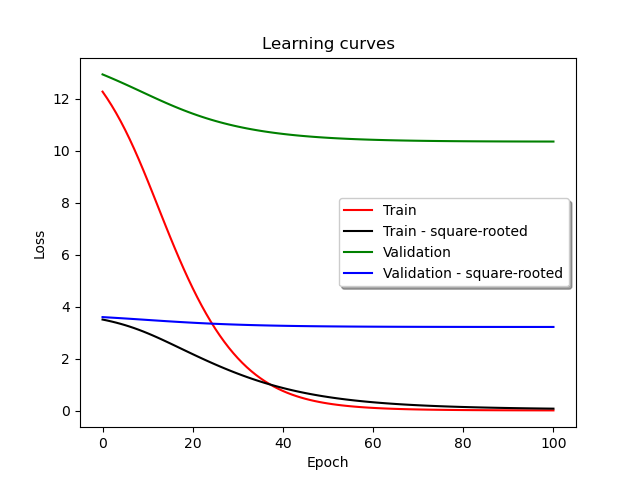 Learning curves
12
10
8
6
4
2
0
Loss
Train
Train - square-rooted
Validation
Validation - square-rooted
0 20 40 60 80 100
Epoch